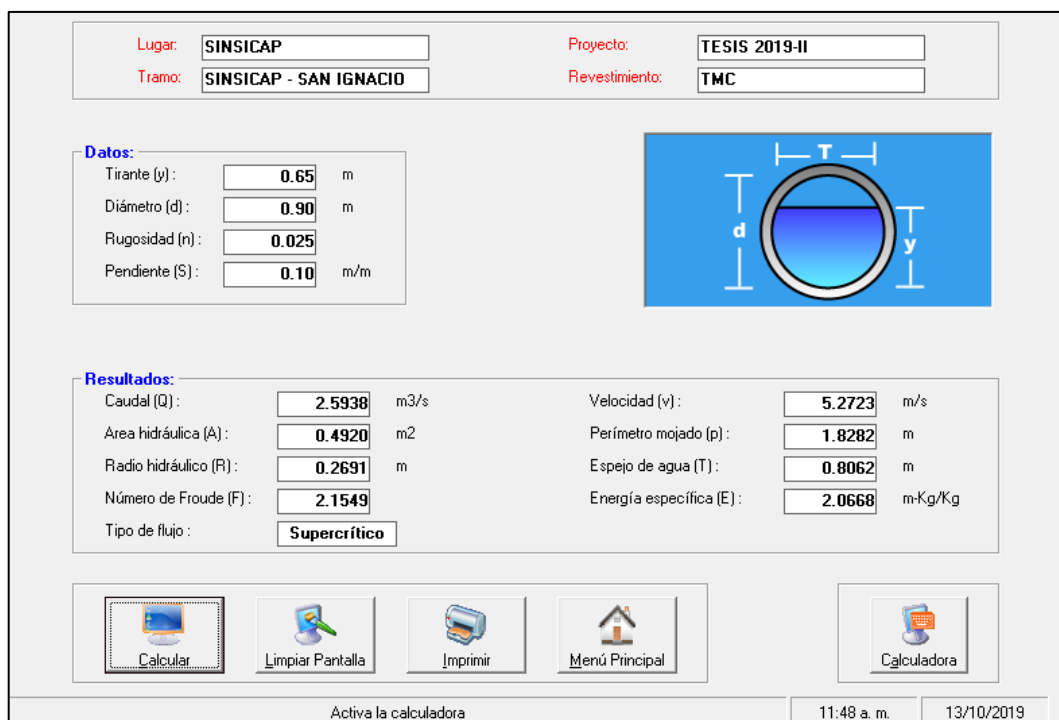 Lugar: SINSICAP Proyecto: TESIS 2019-II
Tramo: SINSICAP - SAN IGNACIO Revestimiento: TMC
Datos:
Tirante (y) : 0.65 m
Diámetro (d) : 0.90 m
Rugosidad (n) : 0.025
Pendiente (S) : 0.10 m/m
T
d
y
Resultados:
Caudal (Q) : 2.5938 m3/s Velocidad (v) : 5.2723 m/s
Area hidráulica (A) : 0.4920 m2 Perímetro mojado (p) : 1.8282 m
Radio hidráulico (R) : 0.2691 m Espejo de agua (T) : 0.8062 m
Número de Froude (F) : 2.1549 Energía específica (E) : 2.0668 m-Kg/Kg
Tipo de flujo : Supercrítico
Calcular Limpiar Pantalla Imprimir Menú Principal Calculadora
Activa la calculadora 11:48 a. m. 13/10/2019